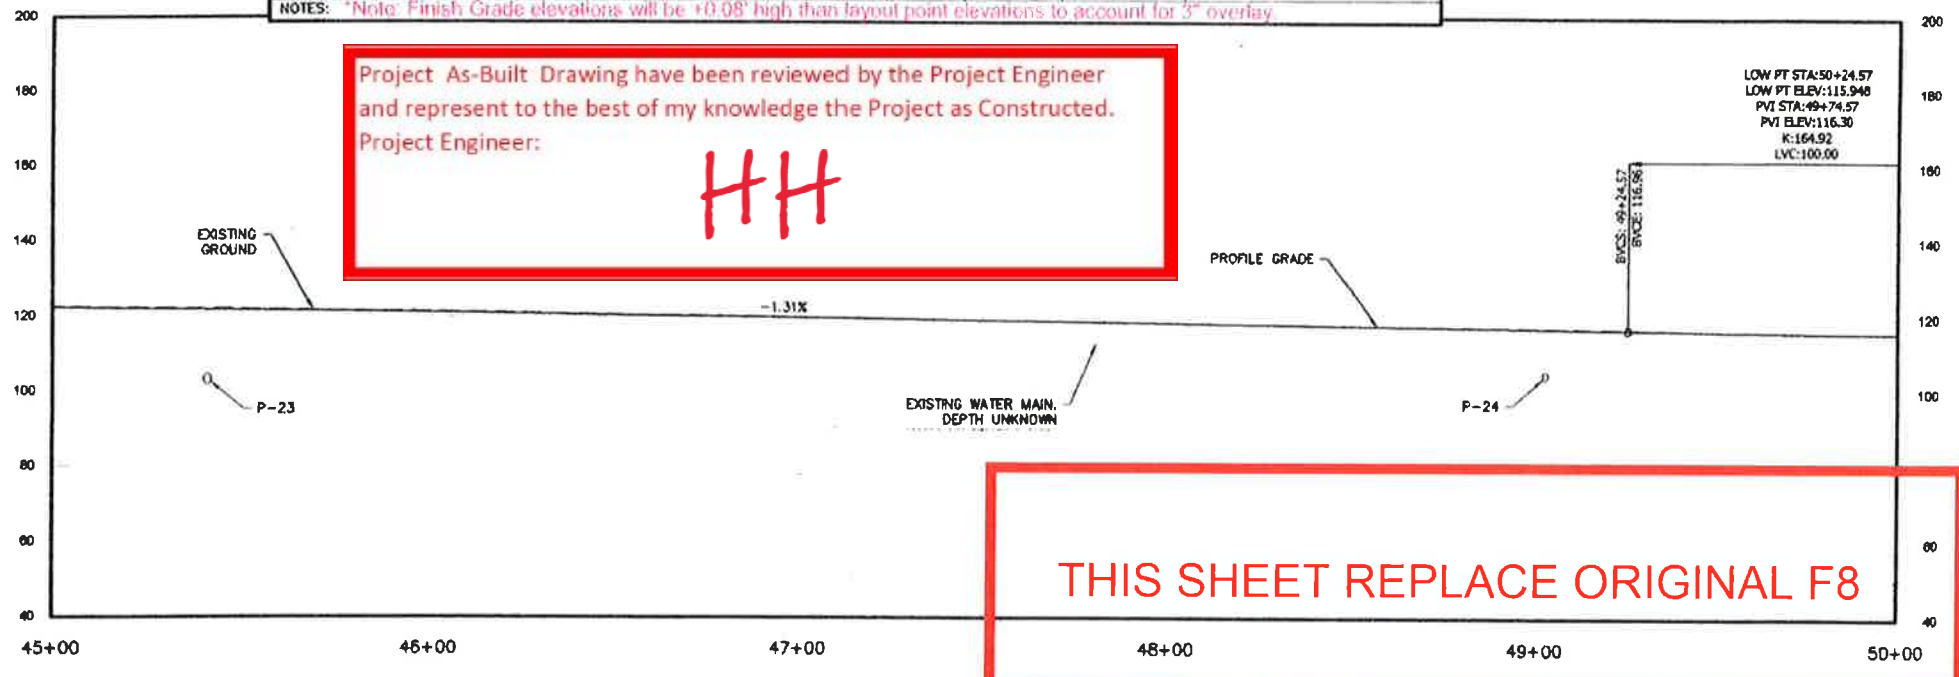 NOTES: *Note: Finish Grade elevations will be +0.08' high than layout point elevations to account for 3" overlay.
200
200
Project As-Built Drawing have been reviewed by the Project Engineer
and represent to the best of my knowledge the Project as Constructed.
Project Engineer:
HH
LOW PT STA:50+24.57
LOW PT ELEV:115.948
PVI STA:49+74.57
PVI ELEV:116.30
K:164.92
LVC:100.00
180
180
160
160
BVCS: 49+24.57
BVCE: 116.96
140
140
EXISTING
GROUND
PROFILE GRADE
120
-1.31%
120
100
100
P-23
EXISTING WATER MAIN.
DEPTH UNKNOWN
P-24
80
60
60
THIS SHEET REPLACE ORIGINAL F8
40
40
45+00
46+00
47+00
48+00
49+00
50+00